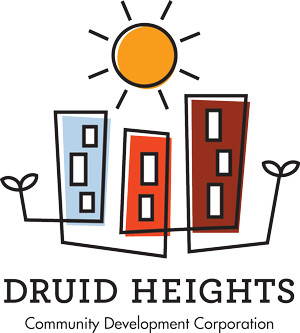 DRUID HEIGHTS
Community Development Corporation